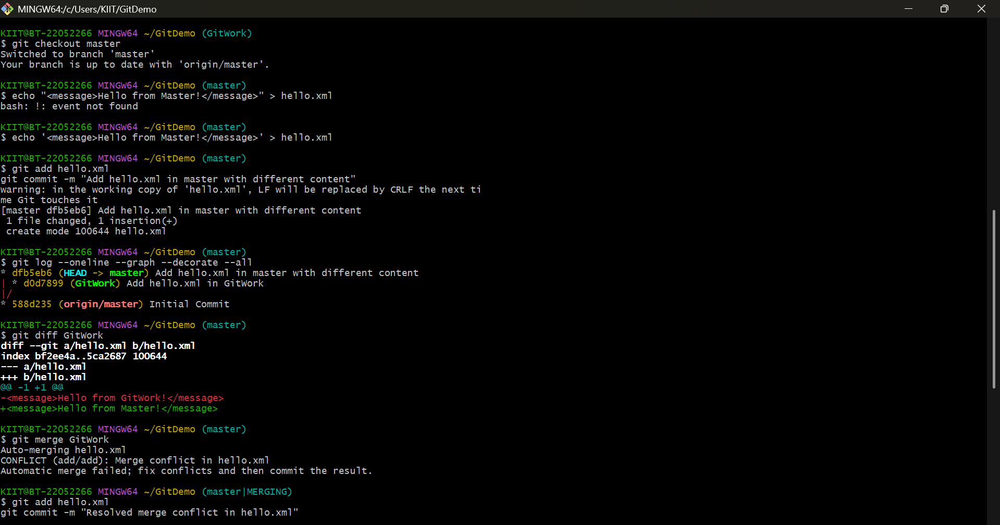 MINGW64:/c/Users/KIIT/GitDemo
KIIT@BT-22052266 MINGW64 ~/GitDemo (GitWork)
$ git checkout master
Switched to branch 'master'
Your branch is up to date with 'origin/master'.
KIIT@BT-22052266 MINGW64 ~/GitDemo (master)
$ echo "<message>Hello from Master!</message>" > hello.xml
bash: !: event not found
KIIT@BT-22052266 MINGW64 ~/GitDemo (master)
$ echo '<message>Hello from Master!</message>' > hello.xml
KIIT@BT-22052266 MINGW64 ~/GitDemo (master)
$ git add hello.xml
git commit -m "Add hello.xml in master with different content"
warning: in the working copy of 'hello.xml', LF will be replaced by CRLF the next ti
me Git touches it
[master dfb5eb6] Add hello.xml in master with different content
 1 file changed, 1 insertion(+)
 create mode 100644 hello.xml
KIIT@BT-22052266 MINGW64 ~/GitDemo (master)
$ git log --oneline --graph --decorate --all
* dfb5eb6 (HEAD -> master) Add hello.xml in master with different content
| * d0d7899 (GitWork) Add hello.xml in GitWork
|/
* 588d235 (origin/master) Initial Commit
KIIT@BT-22052266 MINGW64 ~/GitDemo (master)
$ git diff GitWork
diff --git a/hello.xml b/hello.xml
index bf2ee4a..5ca2687 100644
--- a/hello.xml
+++ b/hello.xml
@@ -1 +1 @@
-<message>Hello from GitWork!</message>
+<message>Hello from Master!</message>
KIIT@BT-22052266 MINGW64 ~/GitDemo (master)
$ git merge GitWork
Auto-merging hello.xml
CONFLICT (add/add): Merge conflict in hello.xml
Automatic merge failed; fix conflicts and then commit the result.
KIIT@BT-22052266 MINGW64 ~/GitDemo (master|MERGING)
$ git add hello.xml
git commit -m "Resolved merge conflict in hello.xml"